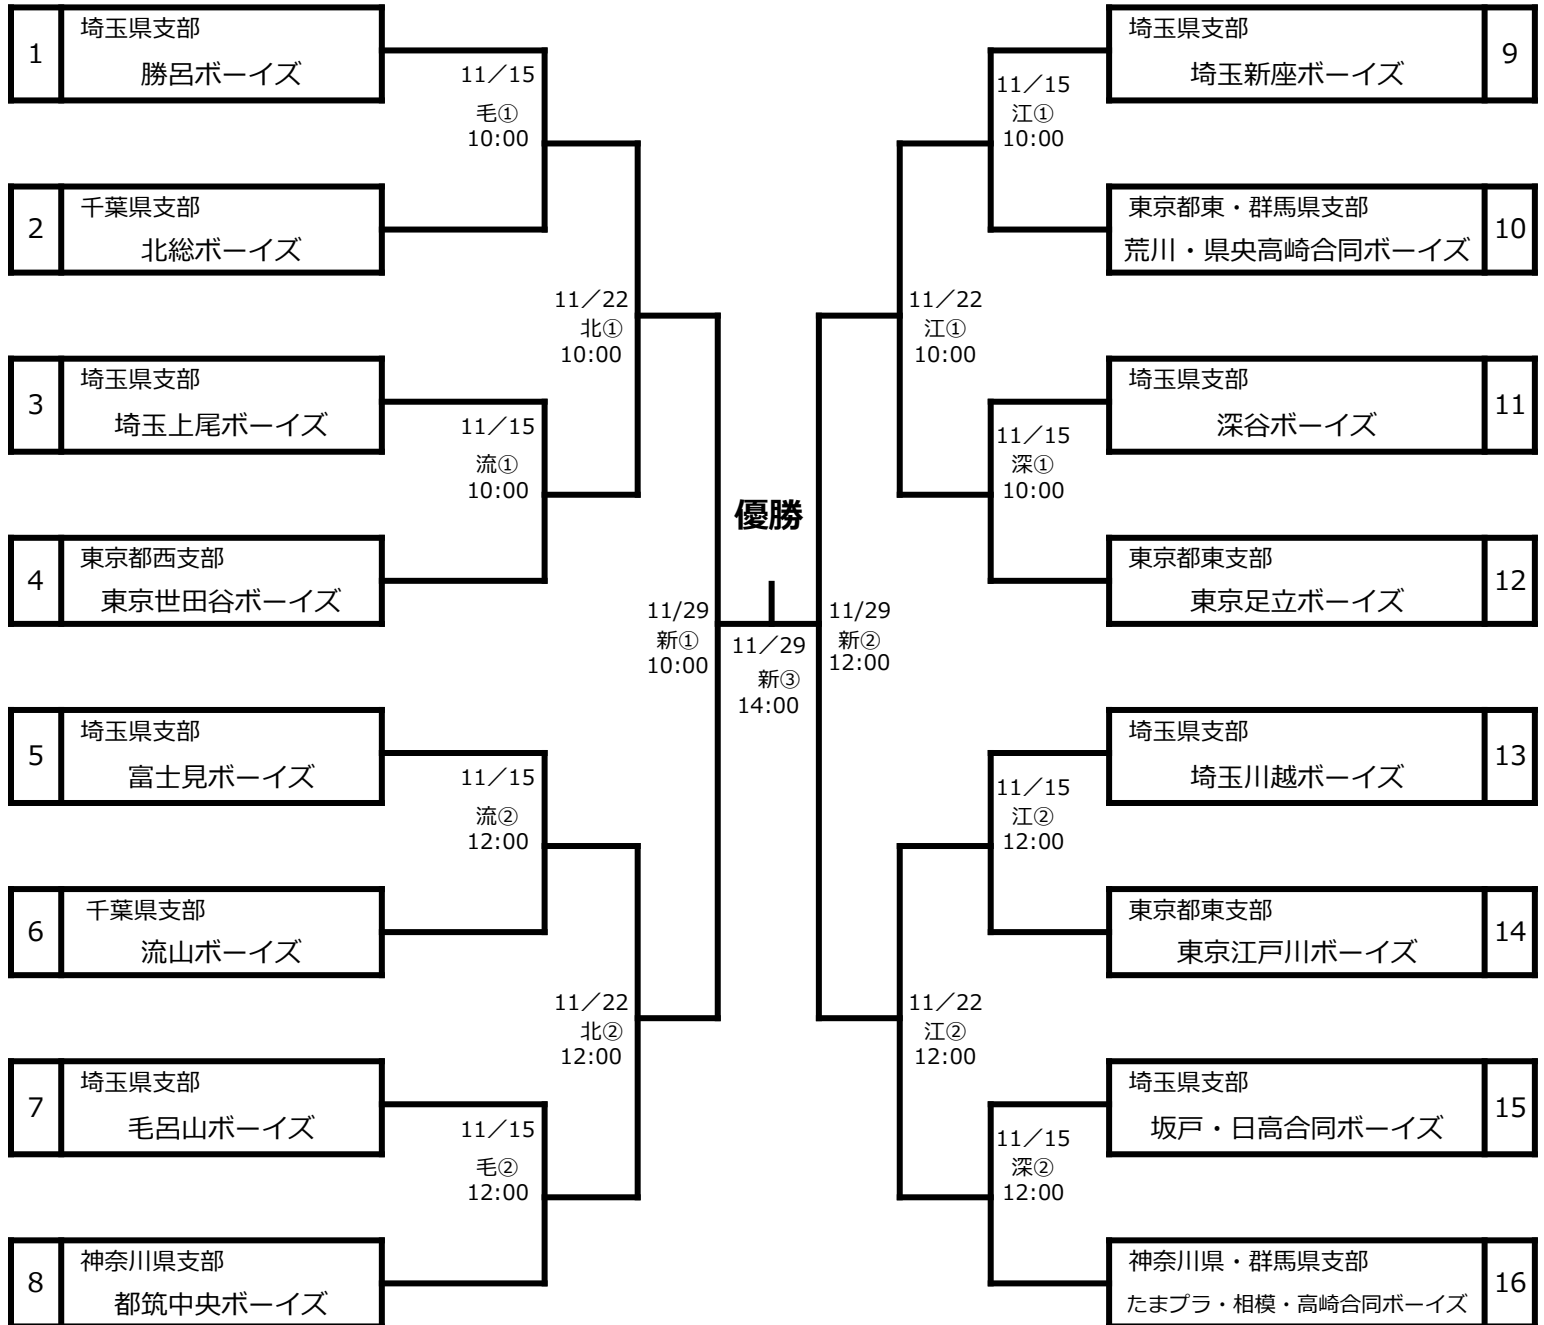 1
埼玉県支部
勝呂ボーイズ
2
千葉県支部
北総ボーイズ
3
埼玉県支部
埼玉上尾ボーイズ
4
東京都西支部
東京世田谷ボーイズ
5
埼玉県支部
富士見ボーイズ
6
千葉県支部
流山ボーイズ
7
埼玉県支部
毛呂山ボーイズ
8
神奈川県支部
都筑中央ボーイズ
11/15
毛①
10:00
11/15
流①
10:00
11/15
流②
12:00
11/15
毛②
12:00
11/22
北①
10:00
11/22
北②
12:00
11/29
新①
10:00
優勝
11/29
新③
14:00
11/29
新②
12:00
11/22
江①
10:00
11/22
江②
12:00
11/15
江①
10:00
11/15
深①
10:00
11/15
江②
12:00
11/15
深②
12:00
埼玉県支部
埼玉新座ボーイズ
9
東京都東・群馬県支部
荒川・県央高崎合同ボーイズ
10
埼玉県支部
深谷ボーイズ
11
東京都東支部
東京足立ボーイズ
12
埼玉県支部
埼玉川越ボーイズ
13
東京都東支部
東京江戸川ボーイズ
14
埼玉県支部
坂戸・日高合同ボーイズ
15
神奈川県・群馬県支部
たまプラ・相模・高崎合同ボーイズ
16